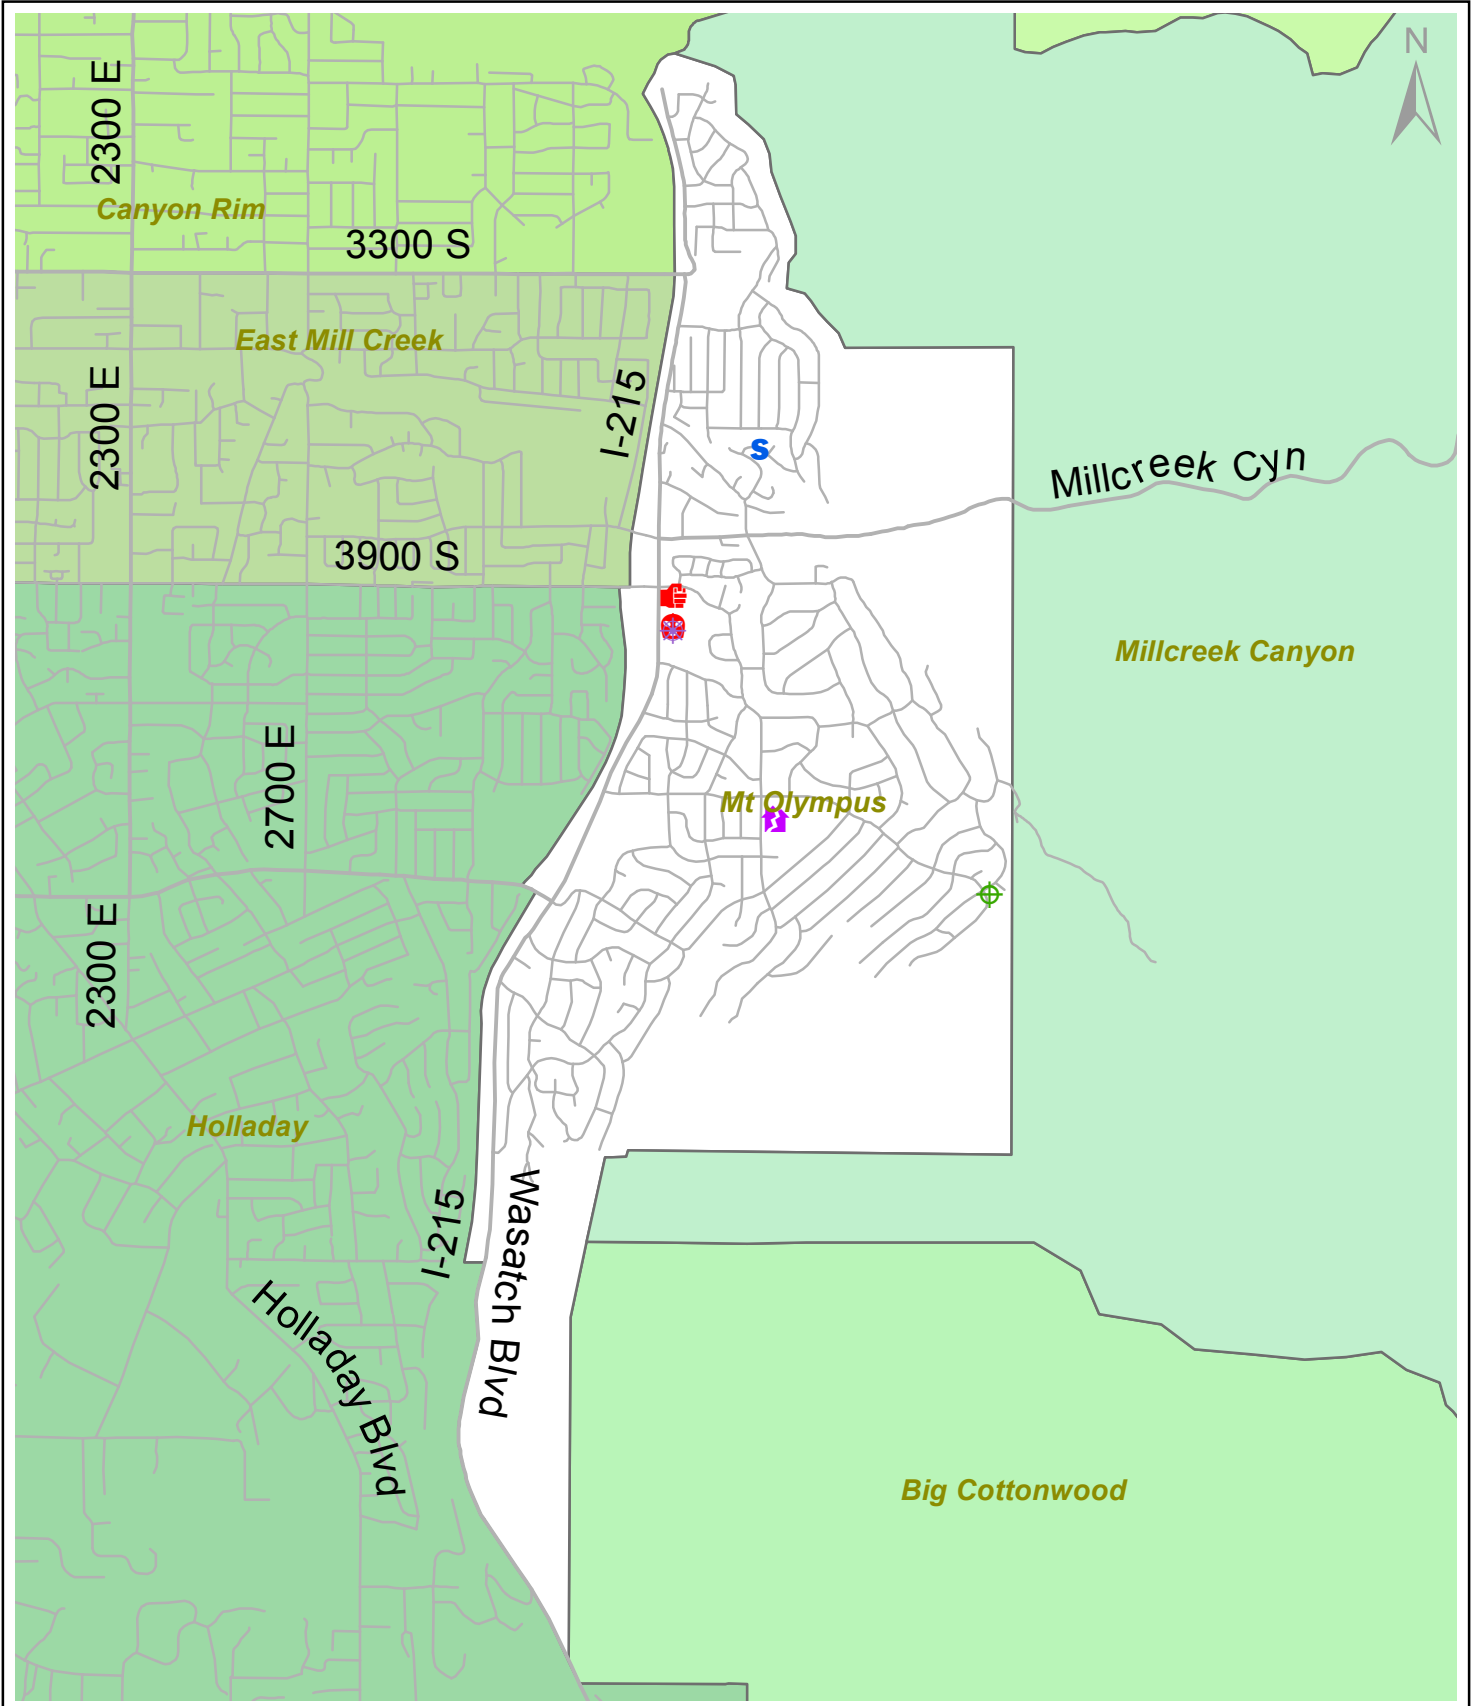 N
2300 E
Canyon Rim
3300 S
East Mill Creek
2300 E
I-215
S
Millcreek Cyn
3900 S
Millcreek Canyon
2700 E
Mt Olympus
2300 E
Holladay
I-215
Wasatch Blvd
Holladay Blvd
Big Cottonwood